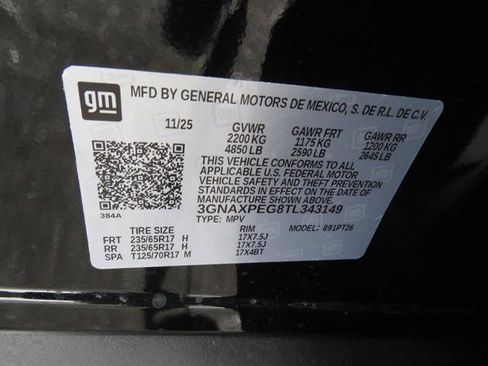 gm
MFD BY GENERAL MOTORS DE MEXICO, S. DE R.L. DE C.V.
11/25 GVWR GAWR FRT GAWR RR
2200 KG 1175 KG 1200 KG
4850 LB 2590 LB 2645 LB
THIS VEHICLE CONFORMS TO ALL
APPLICABLE U.S. FEDERAL MOTOR
VEHICLE SAFETY AND THEFT PREVENTION
STANDARDS IN EFFECT ON THE DATE OF
MANUFACTURE SHOWN ABOVE.
3GNAXPEG8TL343149
384A TYPE: MPV MODEL: 891PT26
TIRE SIZE RIM
FRT 235/65R17 H 17X7.5J
RR 235/65R17 H 17X7.5J
SPA T125/70R17 M 17X4BT